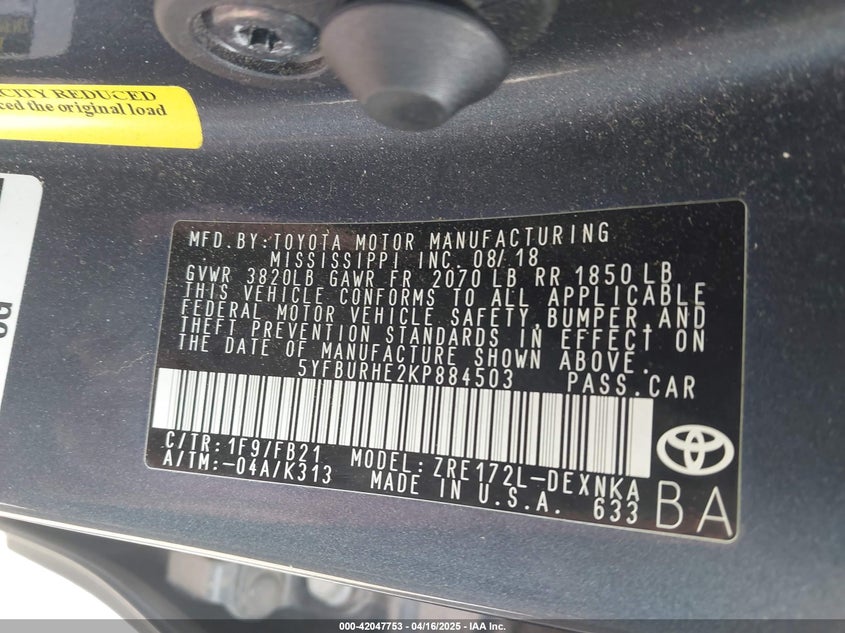 CITY REDUCED
ced the original load
MFD. BY: TOYOTA MOTOR MANUFACTURING
MISSISSIPPI INC. 08/18
GVWR 3820LB GAWR FR 2070 LB RR 1850 LB
THIS VEHICLE CONFORMS TO ALL APPLICABLE
FEDERAL MOTOR VEHICLE SAFETY, BUMPER, AND
THEFT PREVENTION STANDARDS IN EFFECT ON
THE DATE OF MANUFACTURE SHOWN ABOVE.
5YFBURHE2KP884503 PASS. CAR
C/TR: 1F9/FB21 MODEL: ZRE172L-DEXNKA
A/TM: -04A/K313 MADE IN U.S.A. 633
BA
000-42047753 - 04/16/2025 - IAA Inc.